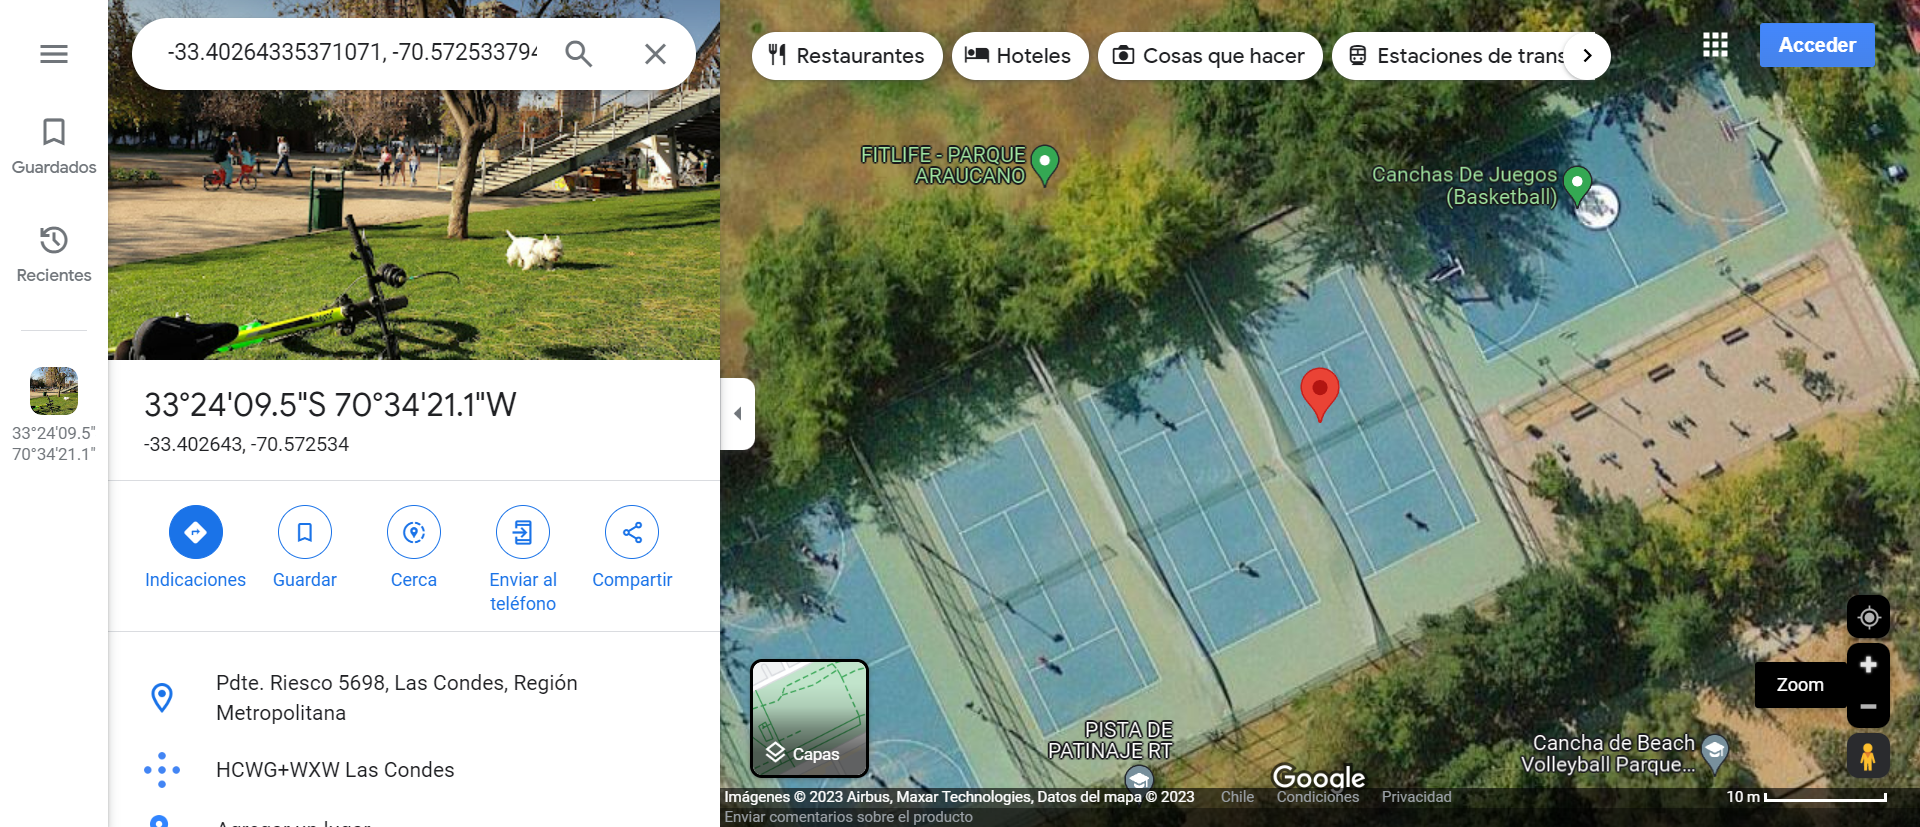 -33.40264335371071, -70.572533794
Guardados
Recientes
33°24'09.5"
70°34'21.1"
33°24'09.5"S 70°34'21.1"W
-33.402643, -70.572534
Indicaciones
Guardar
Cerca
Enviar al
teléfono
Compartir
Pdte. Riesco 5698, Las Condes, Región
Metropolitana
HCWG+WXW Las Condes
Agregar un lugar
Restaurantes
Hoteles
Cosas que hacer
Estaciones de trans
Acceder
FITLIFE - PARQUE
ARAUCANO
Canchas De Juegos
(Basketball)
PISTA DE
PATINAJE RT
Cancha de Beach
Volleyball Parque...
Capas
Zoom
Google
Imágenes © 2023 Airbus, Maxar Technologies, Datos del mapa © 2023
Chile
Condiciones
Privacidad
10 m
Enviar comentarios sobre el producto